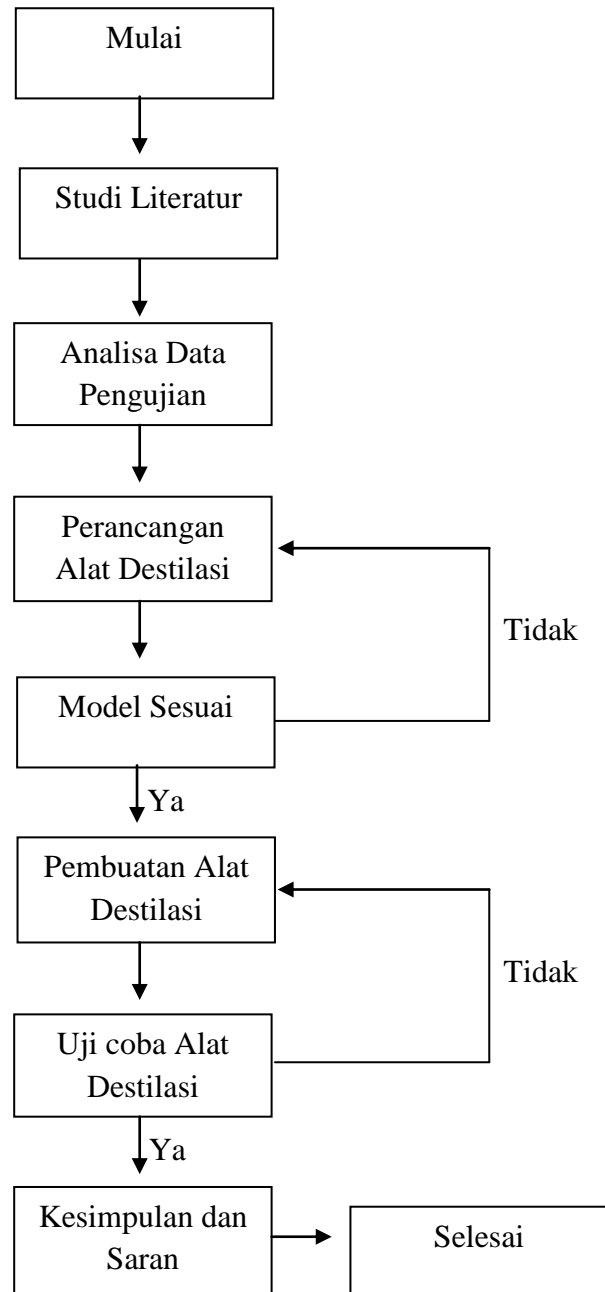 Mulai
Studi Literatur
Analisa Data
Pengujian
Perancangan
Alat Destilasi
Tidak
Model Sesuai
Ya
Pembuatan Alat
Destilasi
Tidak
Uji coba Alat
Destilasi
Ya
Kesimpulan dan
Saran
Selesai